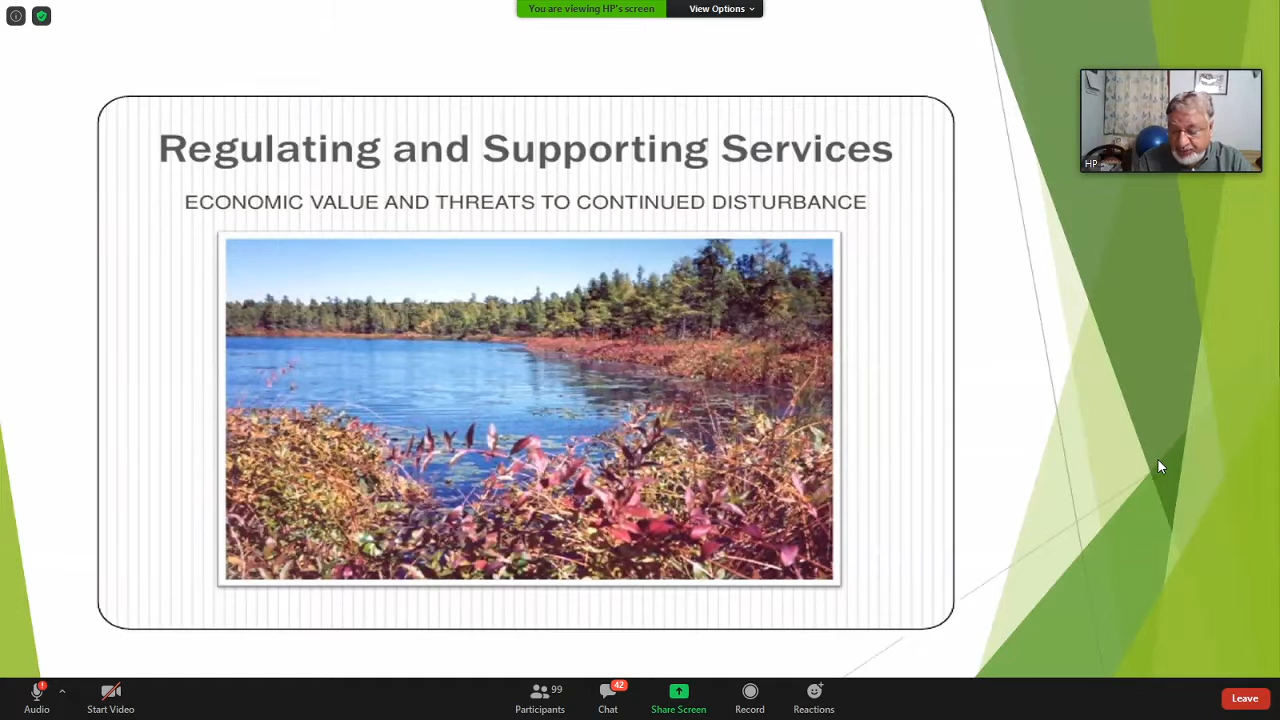 You are viewing HP's screen
View Options
Regulating and Supporting Services
ECONOMIC VALUE AND THREATS TO CONTINUED DISTURBANCE
HP
99
42
Audio
Start Video
Participants
Chat
Share Screen
Record
Reactions
Leave